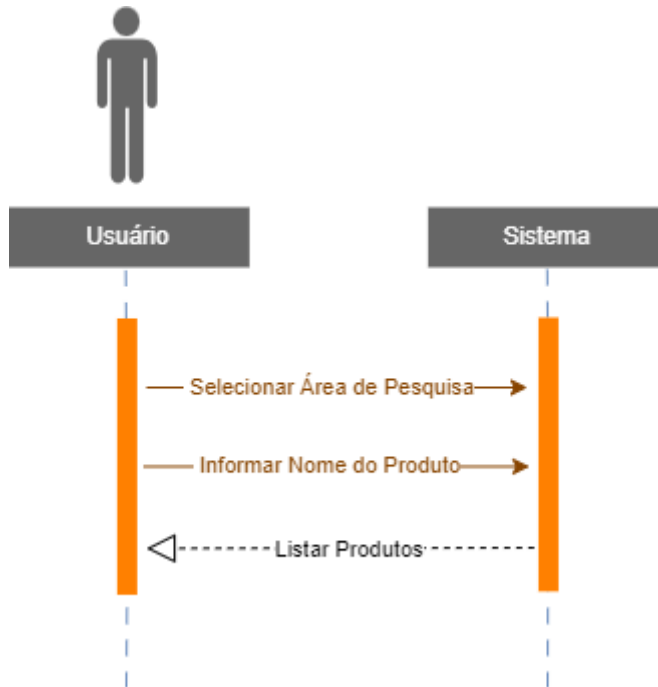 Usuário
Sistema
Selecionar Área de Pesquisa
Informar Nome do Produto
Listar Produtos